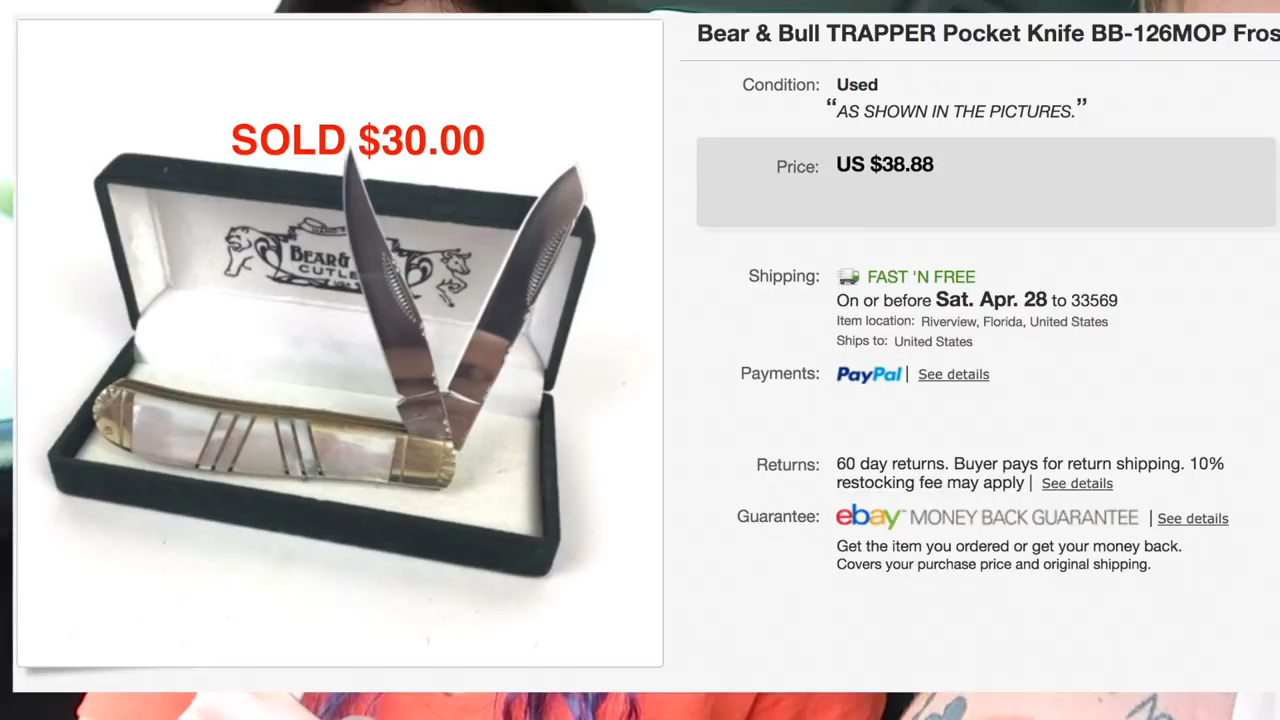 Bear & Bull TRAPPER Pocket Knife BB-126MOP Fros
Condition: Used
“AS SHOWN IN THE PICTURES.”
SOLD $30.00
Price: US $38.88
BEAR &
CUTLE
Shipping: FAST 'N FREE
On or before Sat. Apr. 28 to 33569
Item location: Riverview, Florida, United States
Ships to: United States
Payments: PayPal | See details
Returns: 60 day returns. Buyer pays for return shipping. 10%
restocking fee may apply | See details
Guarantee: ebay™ MONEY BACK GUARANTEE | See details
Get the item you ordered or get your money back.
Covers your purchase price and original shipping.